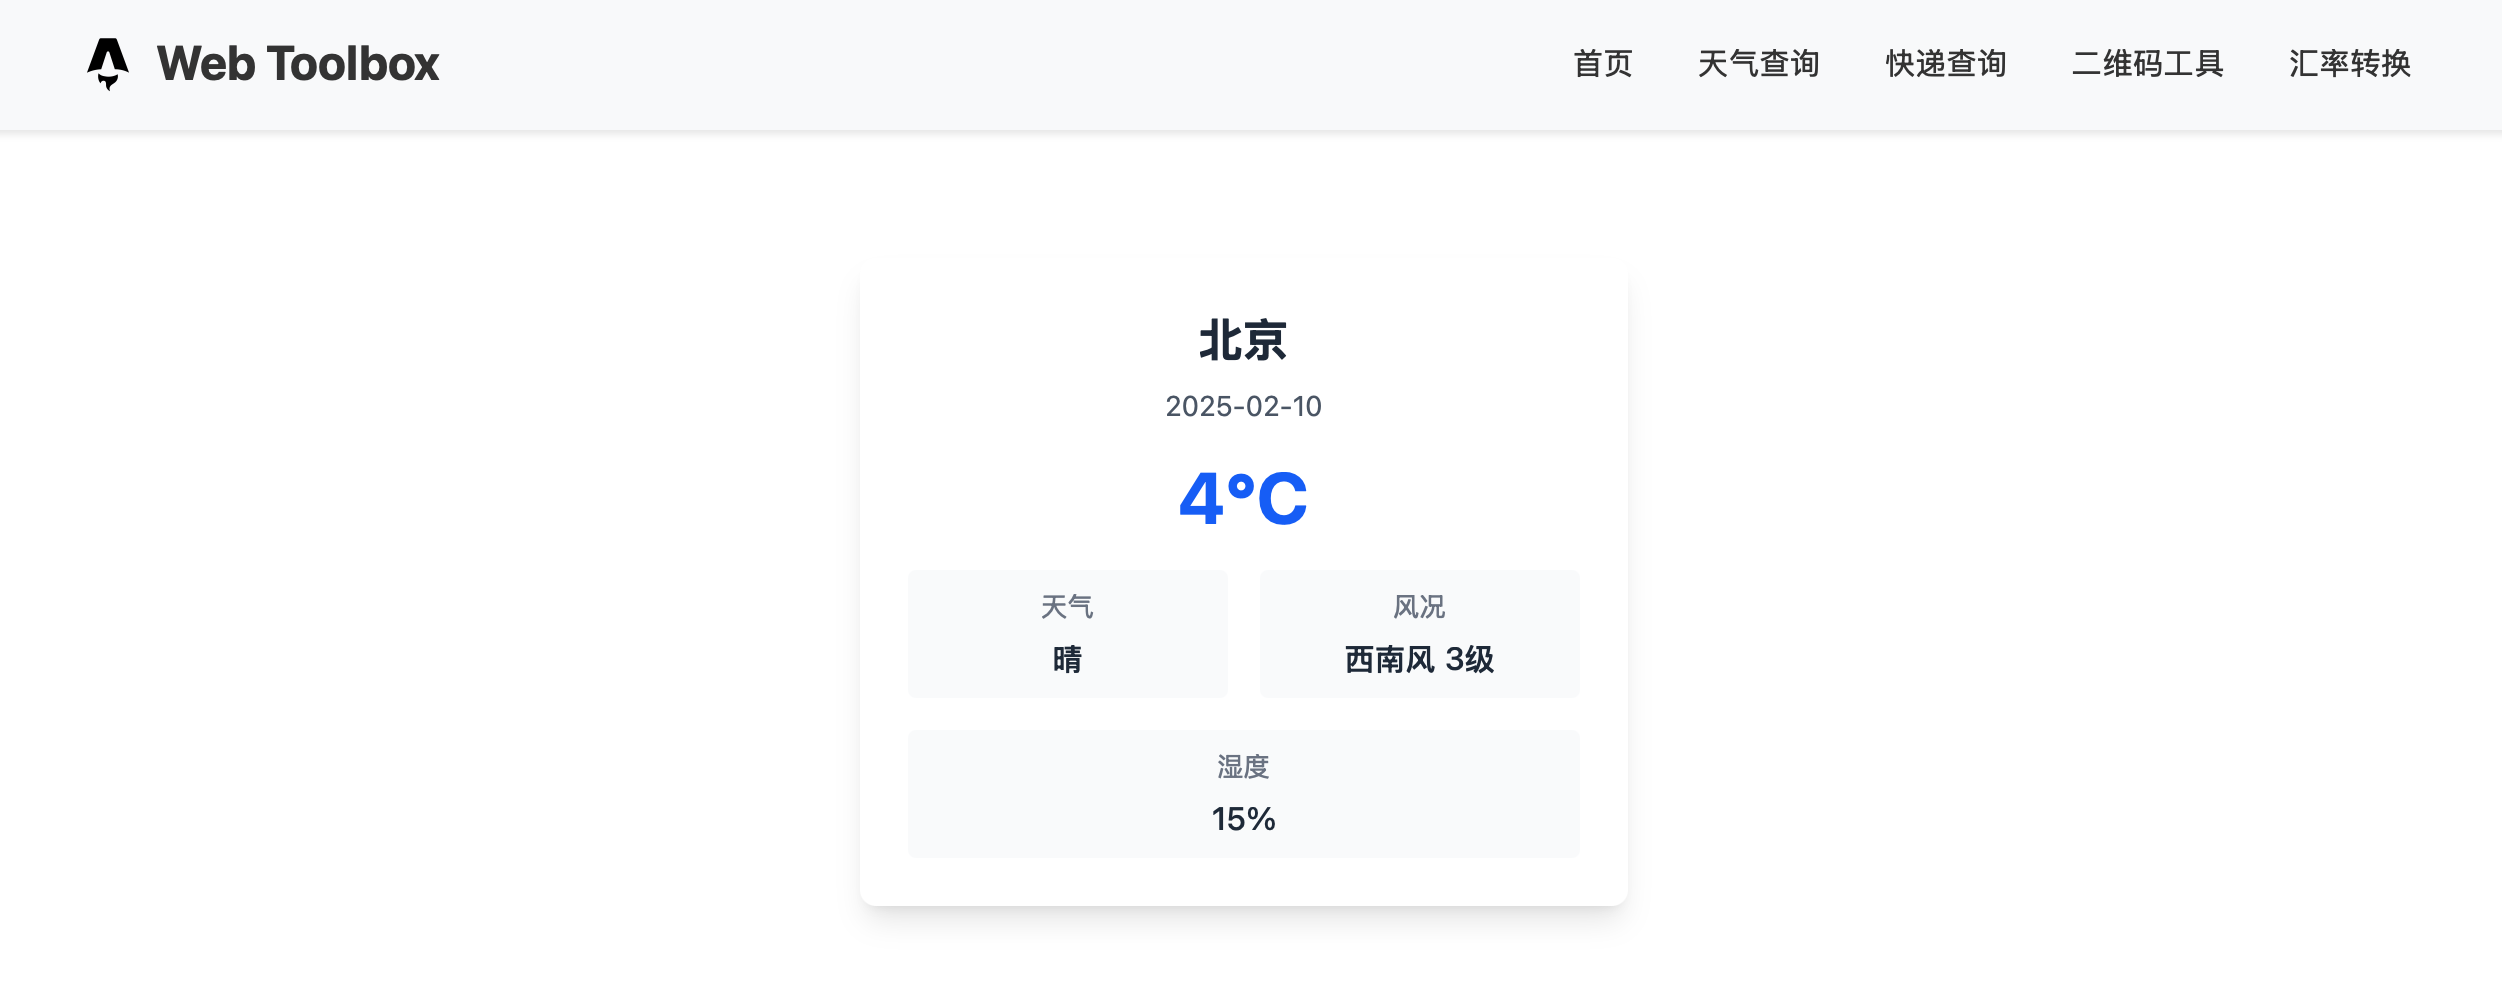 Web Toolbox
首页 天气查询 快递查询 二维码工具 汇率转换
北京
2025-02-10
4°C
天气
晴
风况
西南风 3级
湿度
15%